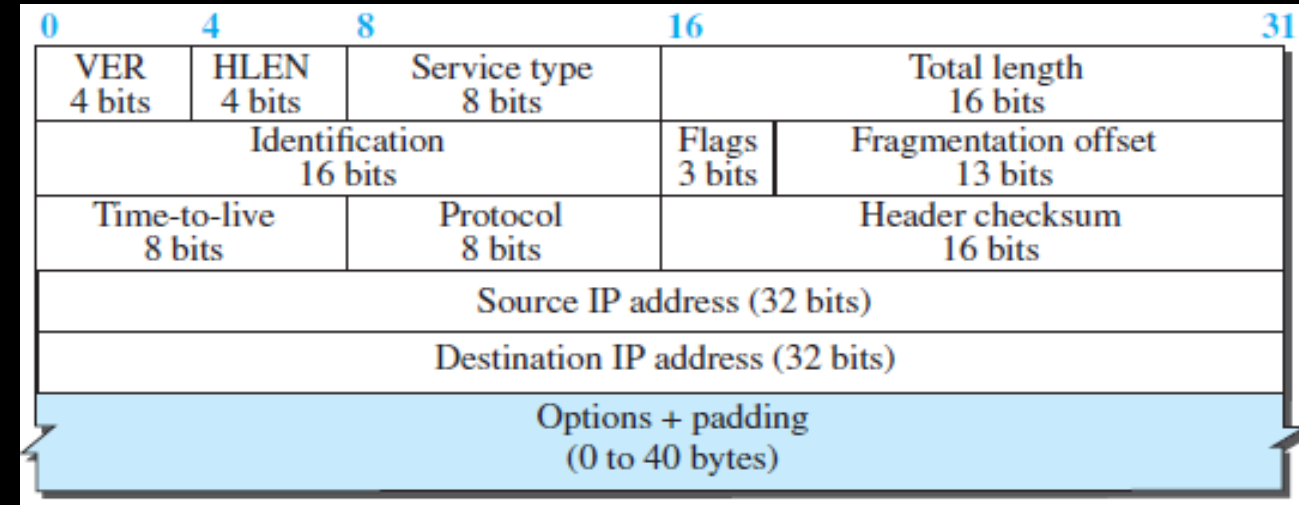 0 4 8 16 31
VER HLEN Service type Total length
4 bits 4 bits 8 bits 16 bits
Identification Flags Fragmentation offset
16 bits 3 bits 13 bits
Time-to-live Protocol Header checksum
8 bits 8 bits 16 bits
Source IP address (32 bits)
Destination IP address (32 bits)
Options + padding
(0 to 40 bytes)